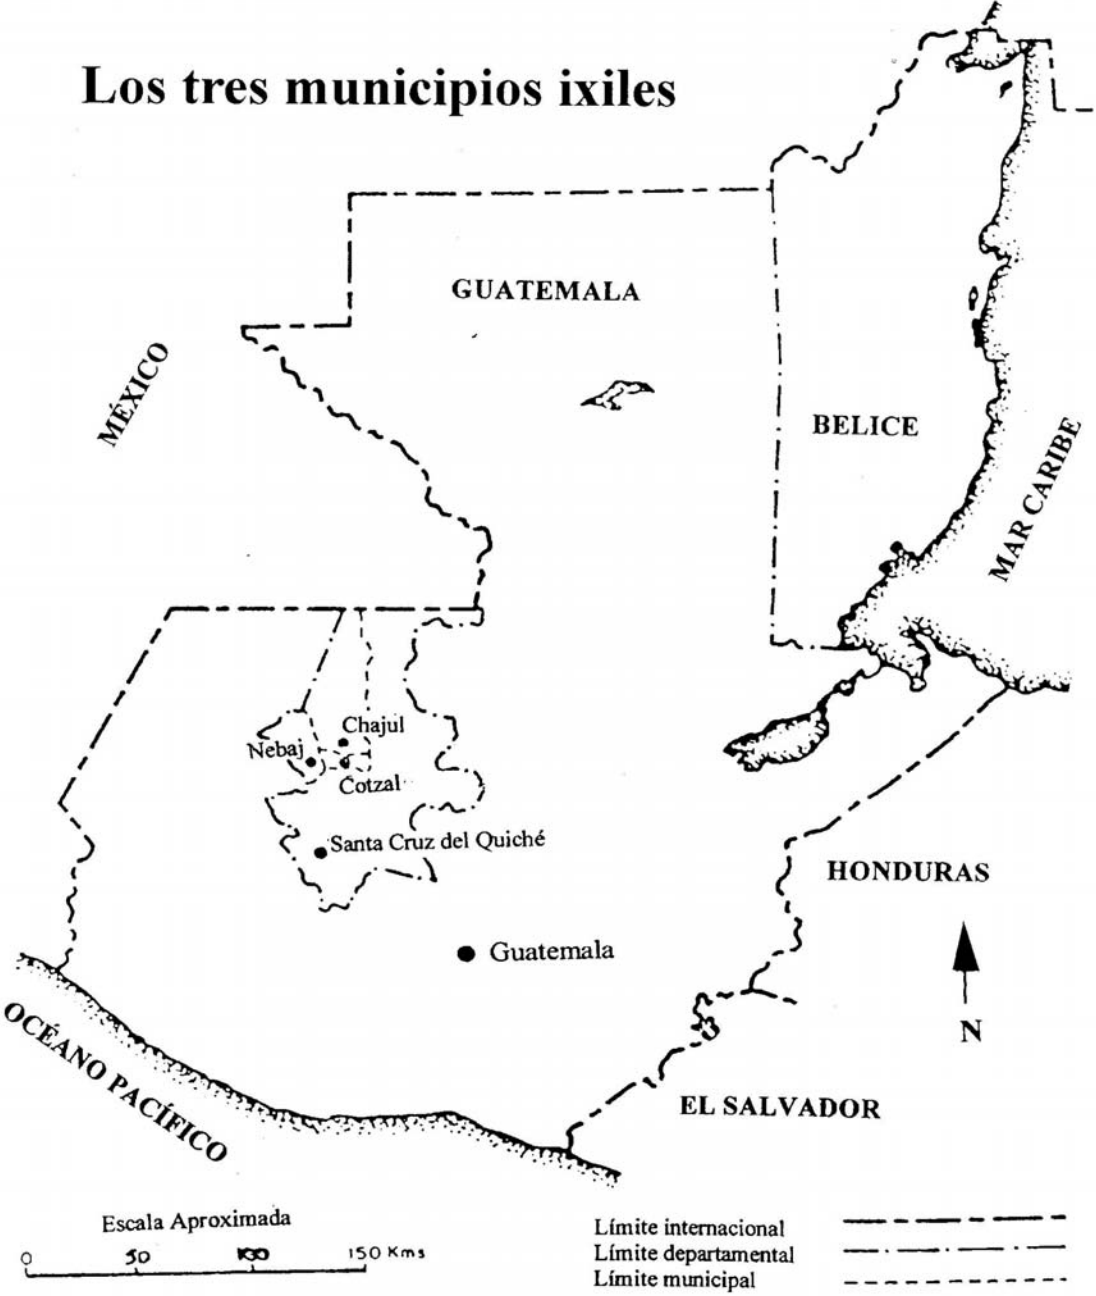 Los tres municipios ixiles
GUATEMALA
MÉXICO
BELICE
MAR CARIBE
Chajul
Nebaj
Cotzal
Santa Cruz del Quiché
HONDURAS
Guatemala
N
OCÉANO PACÍFICO
EL SALVADOR
Escala Aproximada
0 50 100 150 Kms
Límite internacional
Límite departamental
Límite municipal